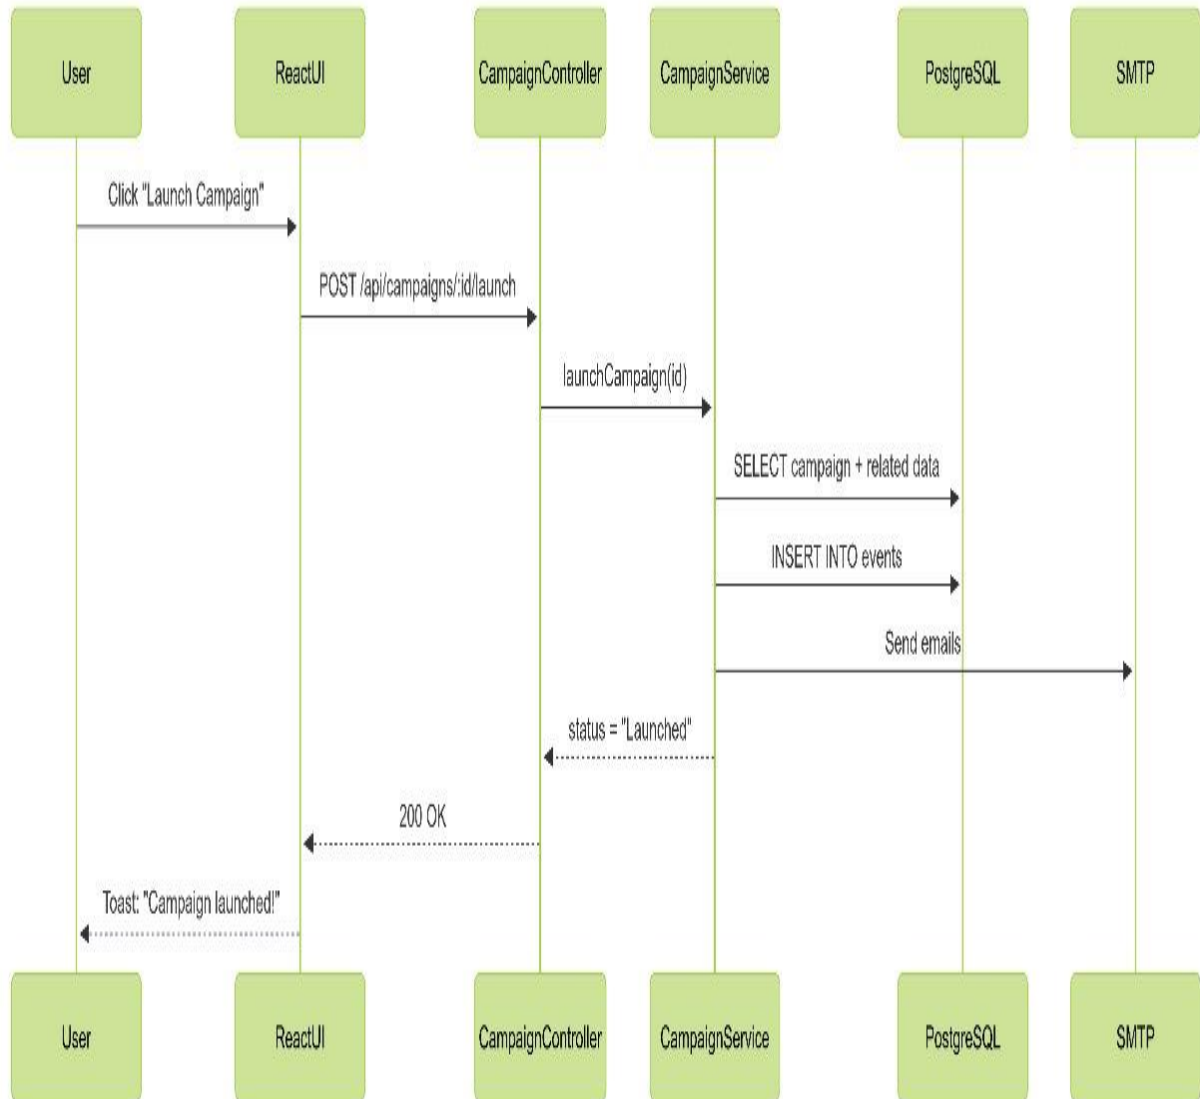 User
ReactUI
CampaignController
CampaignService
PostgreSQL
SMTP
Click "Launch Campaign"
POST /api/campaigns/:id/launch
launchCampaign(id)
SELECT campaign + related data
INSERT INTO events
Send emails
status = "Launched"
200 OK
Toast: "Campaign launched!"
User
ReactUI
CampaignController
CampaignService
PostgreSQL
SMTP